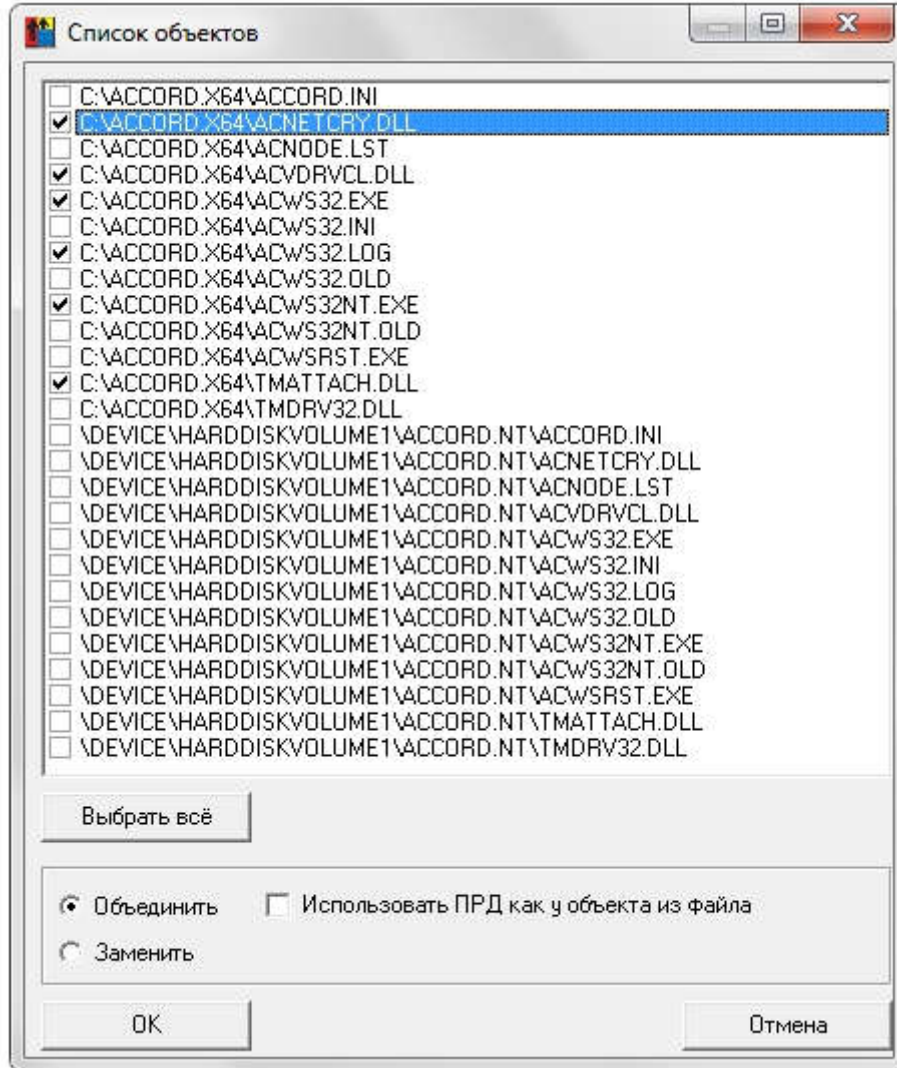 Список объектов
C:\ACCORD.X64\ACCORD.INI
C:\ACCORD.X64\ACNETCRY.DLL
C:\ACCORD.X64\ACNODE.LST
C:\ACCORD.X64\ACVDRVCL.DLL
C:\ACCORD.X64\ACWS32.EXE
C:\ACCORD.X64\ACWS32.INI
C:\ACCORD.X64\ACWS32.LOG
C:\ACCORD.X64\ACWS32.OLD
C:\ACCORD.X64\ACWS32NT.EXE
C:\ACCORD.X64\ACWS32NT.OLD
C:\ACCORD.X64\ACWSRST.EXE
C:\ACCORD.X64\TMATTACH.DLL
C:\ACCORD.X64\TMDRV32.DLL
\DEVICE\HARDDISKVOLUME1\ACCORD.NT\ACCORD.INI
\DEVICE\HARDDISKVOLUME1\ACCORD.NT\ACNETCRY.DLL
\DEVICE\HARDDISKVOLUME1\ACCORD.NT\ACNODE.LST
\DEVICE\HARDDISKVOLUME1\ACCORD.NT\ACVDRVCL.DLL
\DEVICE\HARDDISKVOLUME1\ACCORD.NT\ACWS32.EXE
\DEVICE\HARDDISKVOLUME1\ACCORD.NT\ACWS32.INI
\DEVICE\HARDDISKVOLUME1\ACCORD.NT\ACWS32.LOG
\DEVICE\HARDDISKVOLUME1\ACCORD.NT\ACWS32.OLD
\DEVICE\HARDDISKVOLUME1\ACCORD.NT\ACWS32NT.EXE
\DEVICE\HARDDISKVOLUME1\ACCORD.NT\ACWS32NT.OLD
\DEVICE\HARDDISKVOLUME1\ACCORD.NT\ACWSRST.EXE
\DEVICE\HARDDISKVOLUME1\ACCORD.NT\TMATTACH.DLL
\DEVICE\HARDDISKVOLUME1\ACCORD.NT\TMDRV32.DLL
Выбрать всё
Объединить Использовать ПРД как у объекта из файла
Заменить
OK Отмена